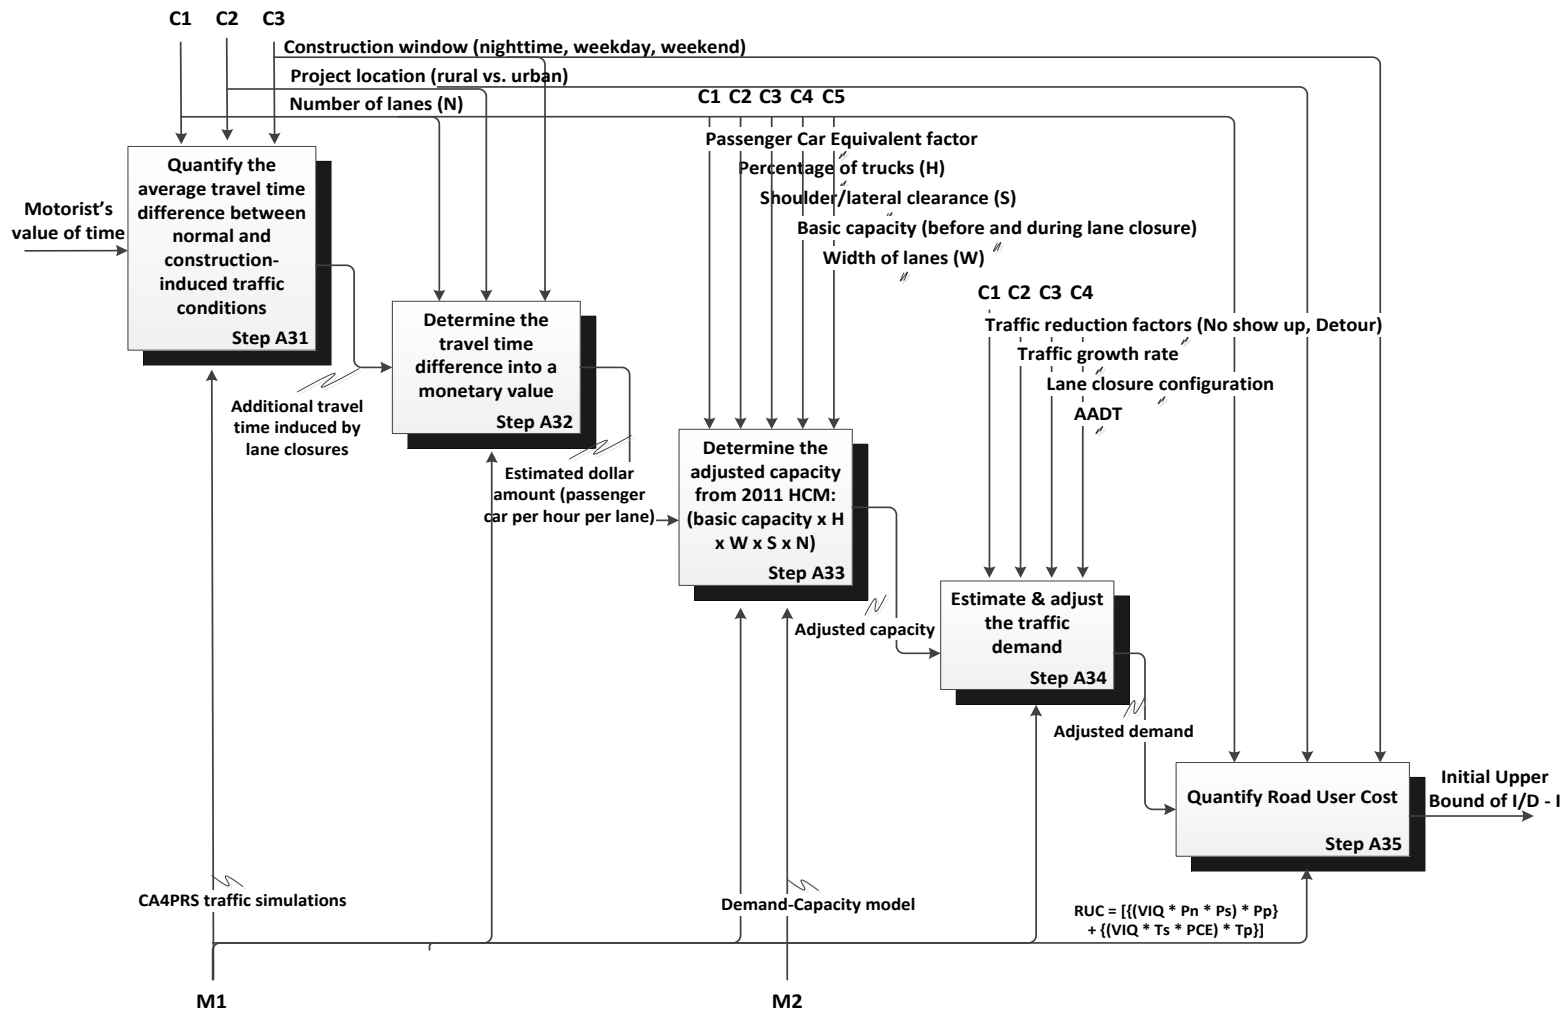 C1 C2 C3
Construction window (nighttime, weekday, weekend)
Project location (rural vs. urban)
Number of lanes (N)
C1 C2 C3 C4 C5
Passenger Car Equivalent factor
Percentage of trucks (H)
Shoulder/lateral clearance (S)
Basic capacity (before and during lane closure)
Width of lanes (W)
Motorist’s
value of time
Quantify the
average travel time
difference between
normal and
construction-
induced traffic
conditions
Step A31
C1 C2 C3 C4
Traffic reduction factors (No show up, Detour)
Traffic growth rate
Lane closure configuration
AADT
Determine the
travel time
difference into a
monetary value
Step A32
Additional travel
time induced by
lane closures
Estimated dollar
amount (passenger
car per hour per lane)
Determine the
adjusted capacity
from 2011 HCM:
(basic capacity x H
x W x S x N)
Step A33
Adjusted capacity
Estimate & adjust
the traffic
demand
Step A34
Adjusted demand
Quantify Road User Cost
Step A35
Initial Upper
Bound of I/D - I
CA4PRS traffic simulations
Demand-Capacity model
RUC = [{(VIQ * Pn * Ps) * Pp}
+ {(VIQ * Ts * PCE) * Tp}]
M1
M2